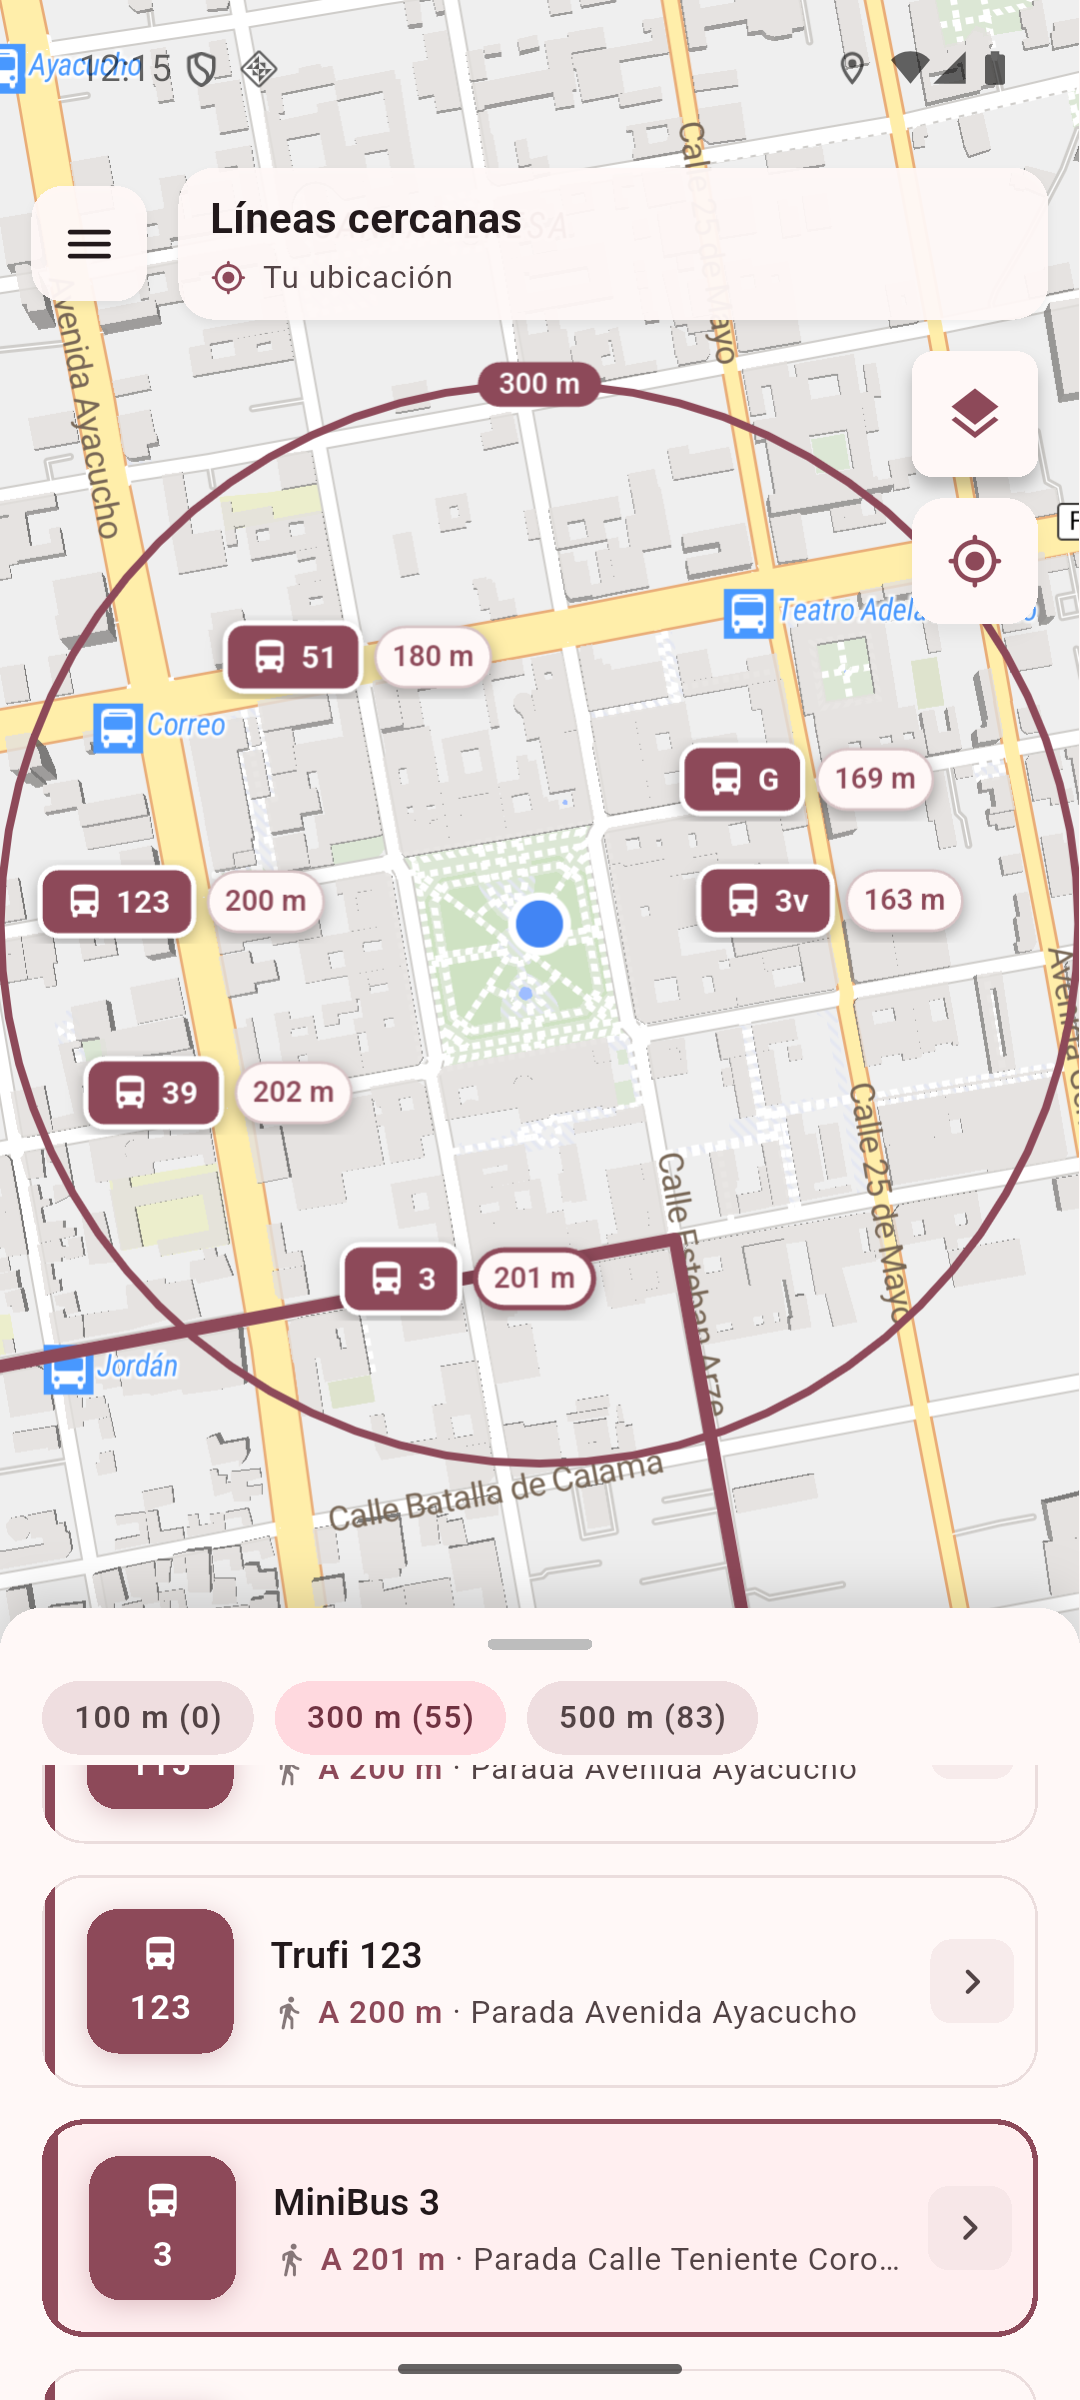 Ayacucho
12:15
Líneas cercanas
Tu ubicación
Calle 25 de Mayo
Avenida Ayacucho
300 m
Correo
51
180 m
G
169 m
123
200 m
3v
163 m
39
202 m
3
201 m
Calle Esteban Arze
Calle 25 de Mayo
Jordán
Calle Batalla de Calama
100 m (0)
300 m (55)
500 m (83)
A 200 m · Parada Avenida Ayacucho
123
Trufi 123
A 200 m · Parada Avenida Ayacucho
3
MiniBus 3
A 201 m · Parada Calle Teniente Coro...